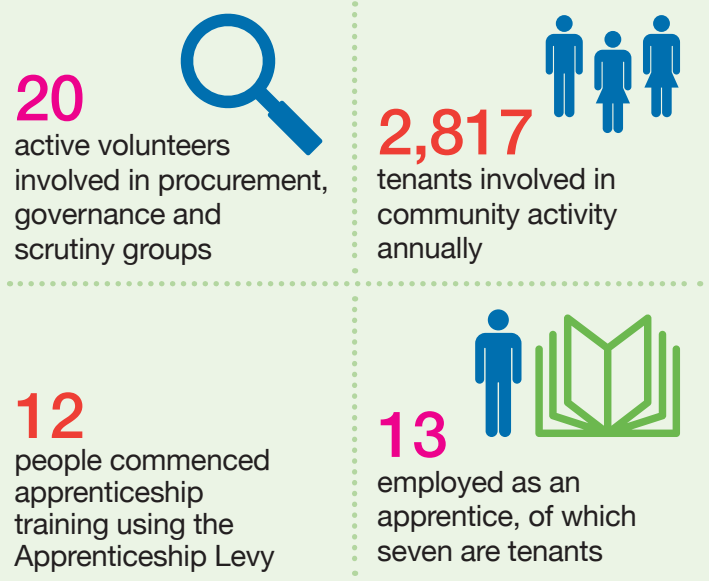 20
active volunteers
involved in procurement,
governance and
scrutiny groups
2,817
tenants involved in
community activity
annually
12
people commenced
apprenticeship
training using the
Apprenticeship Levy
13
employed as an
apprentice, of which
seven are tenants